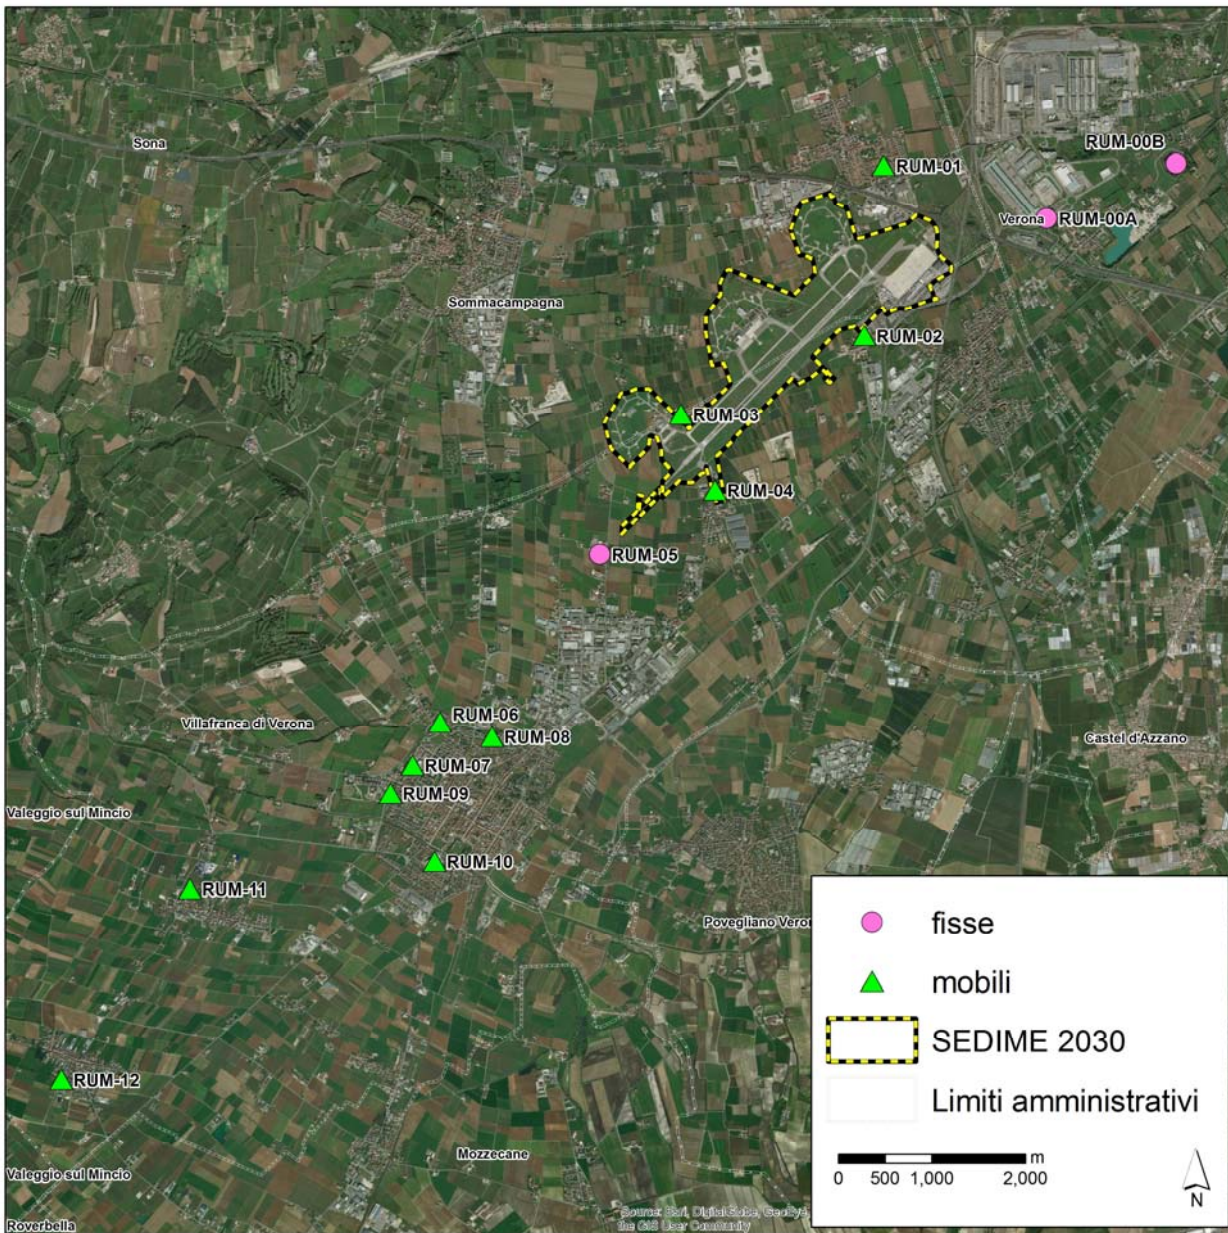 RUM-00B
Sona
RUM-01
Verona
RUM-00A
Sommacampagna
RUM-02
RUM-03
RUM-04
RUM-05
RUM-06
Villafranca di Verona
RUM-08
Castel d'Azzano
RUM-07
RUM-09
Valeggio sul Mincio
RUM-10
RUM-11
Povegliano Veron
fisse
mobili
SEDIME 2030
RUM-12
Limiti amministrativi
Mozzecane
m
0 500 1,000 2,000
N
Valeggio sul Mincio
Source: Esri, DigitalGlobe, GeoEye,
the GIS User Community
Roverbella